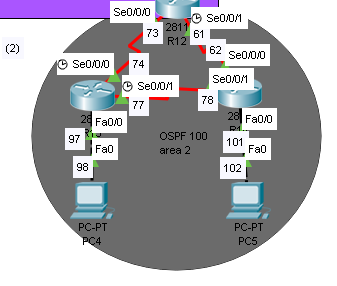 Se0/0/0
Se0/0/1
2811
R12
73
61
(2)
62
Se0/0/0
74
Se0/0/0
Se0/0/1
Se0/0/1
77
78
28
Fa0/0
Fa0/0
97
OSPF 100
area 2
101
Fa0
Fa0
98
102
PC-PT
PC4
PC-PT
PC5